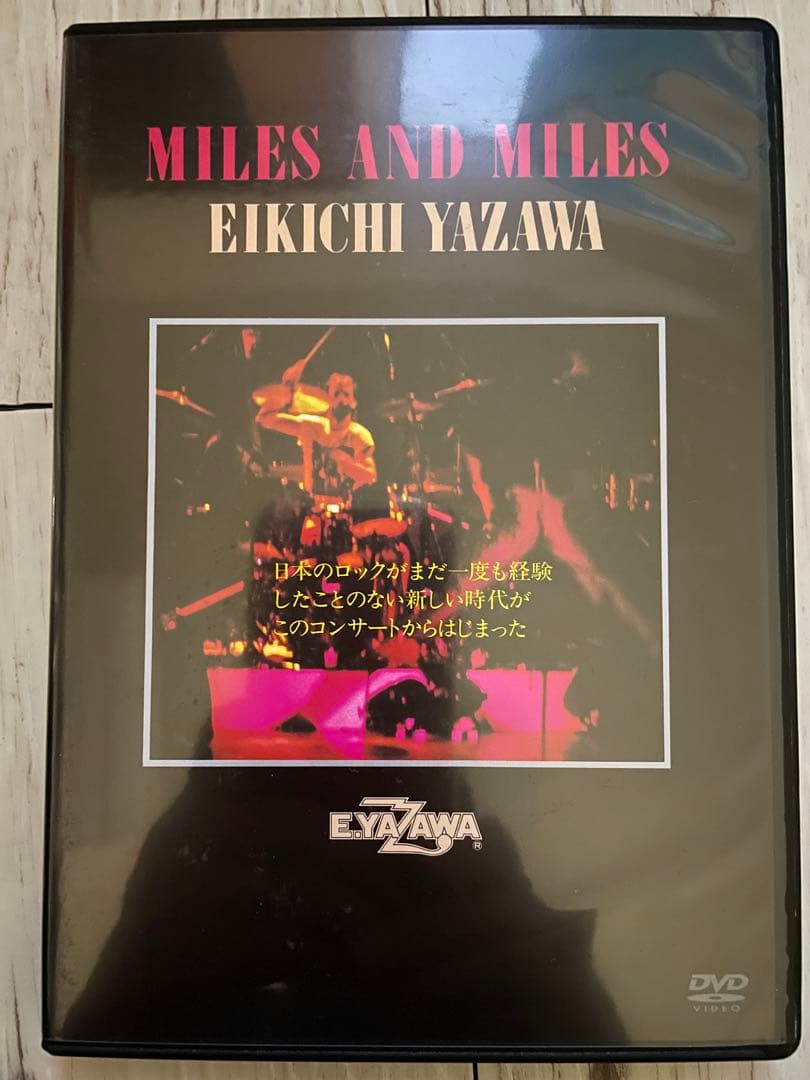 MILES AND MILES
EIKICHI YAZAWA
日本のロックがまだ一度も経験
したことのない新しい時代が
このコンサートからはじまった
E.YAZAWA
®
DVD
VIDEO